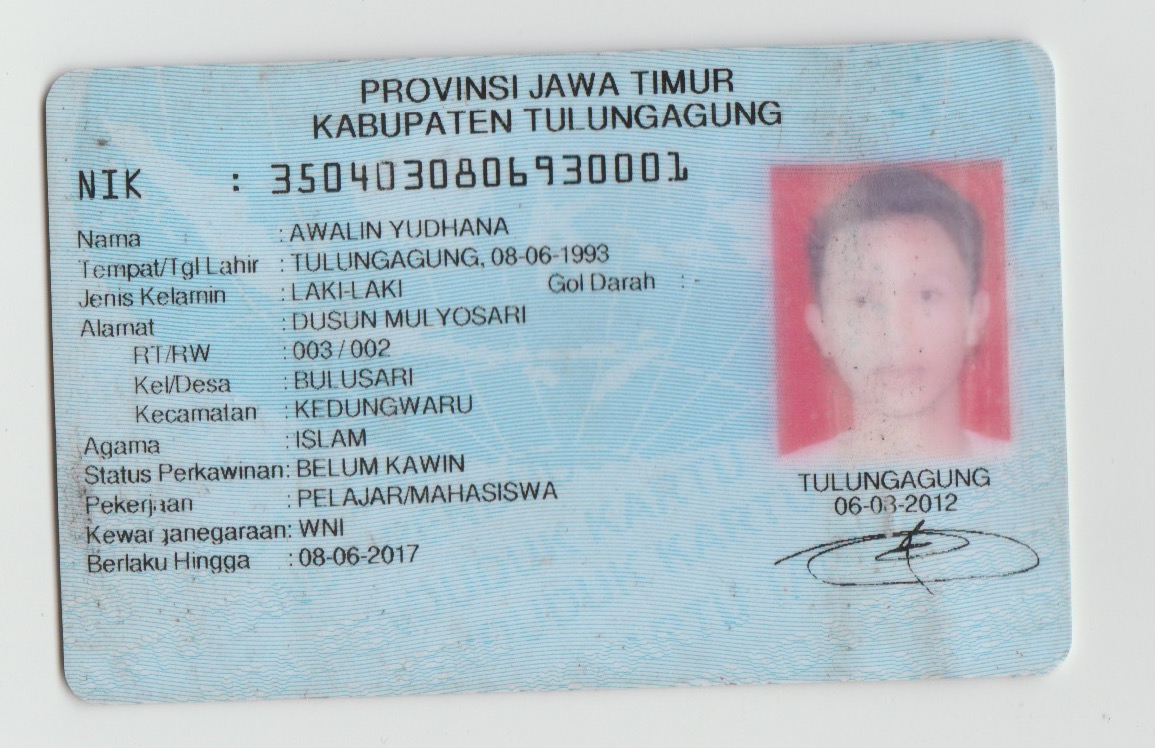 PROVINSI JAWA TIMUR
KABUPATEN TULUNGAGUNG
NIK : 3504030806930001
Nama : AWALIN YUDHANA
Tempat/Tgl Lahir : TULUNGAGUNG, 08-06-1993
Jenis Kelamin : LAKI-LAKI Gol Darah : -
Alamat : DUSUN MULYOSARI
RT/RW : 003 / 002
Kel/Desa : BULUSARI
Kecamatan : KEDUNGWARU
Agama : ISLAM
Status Perkawinan: BELUM KAWIN
Pekerjaan : PELAJAR/MAHASISWA
Kewarganegaraan: WNI
Berlaku Hingga : 08-06-2017
TULUNGAGUNG
06-03-2012